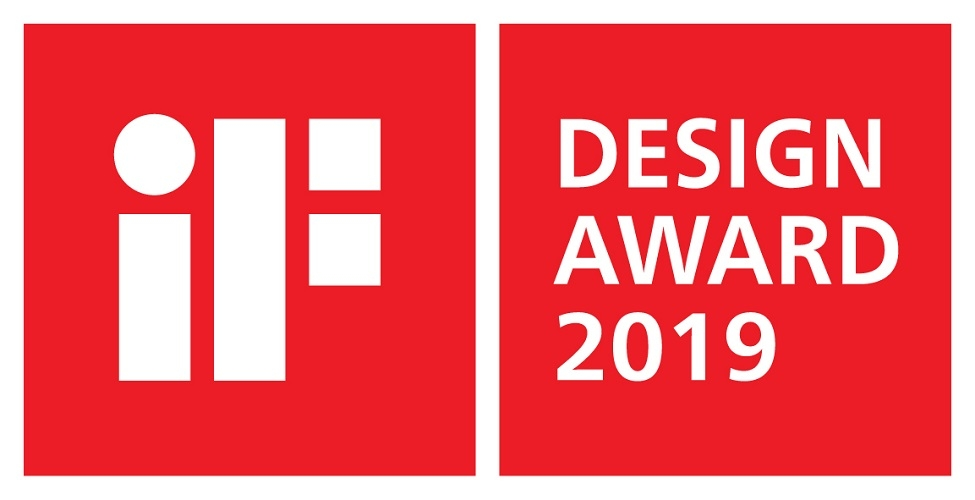 iF
DESIGN
AWARD
2019